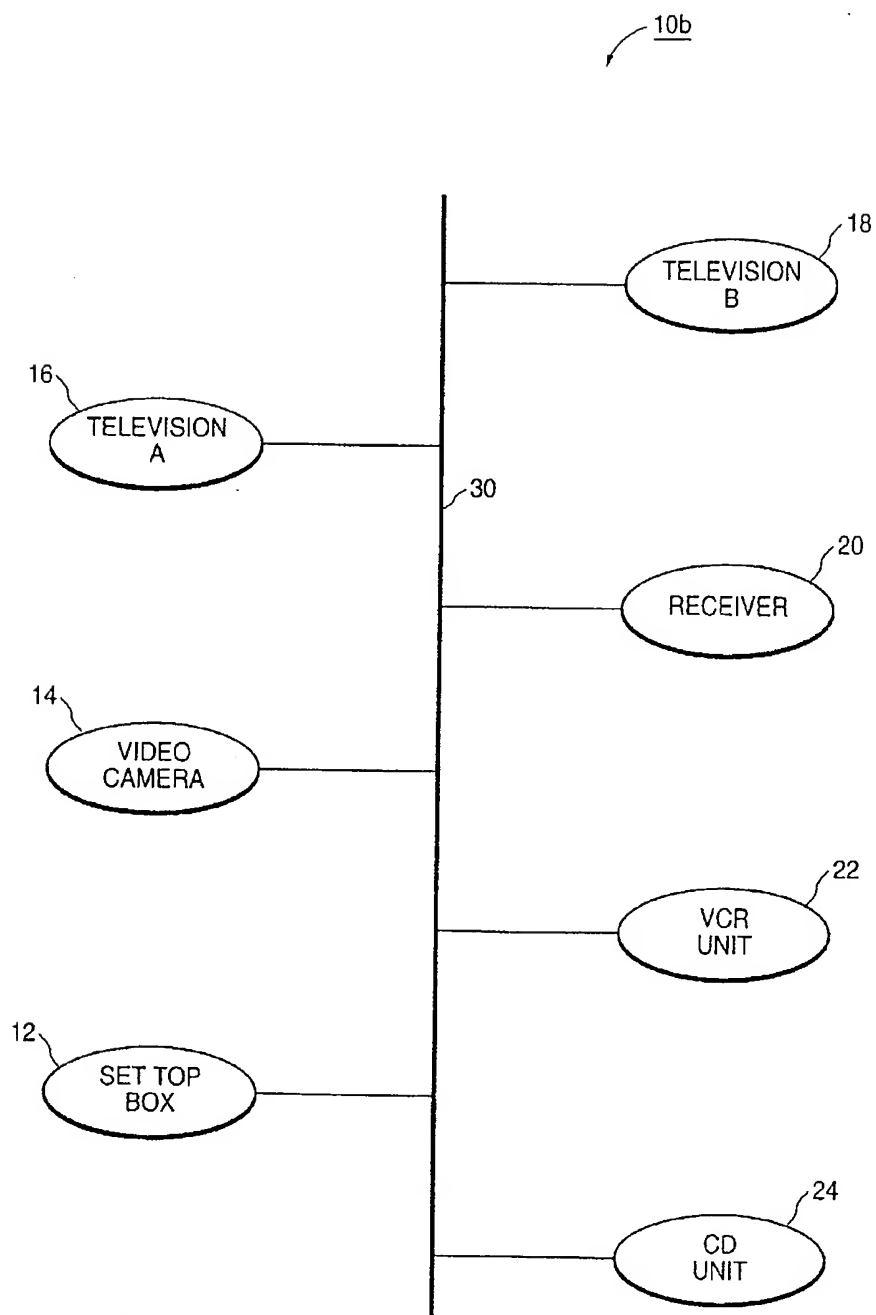 10b
18
TELEVISION
B
16
TELEVISION
A
30
20
RECEIVER
14
VIDEO
CAMERA
22
VCR
UNIT
12
SET TOP
BOX
24
CD
UNIT